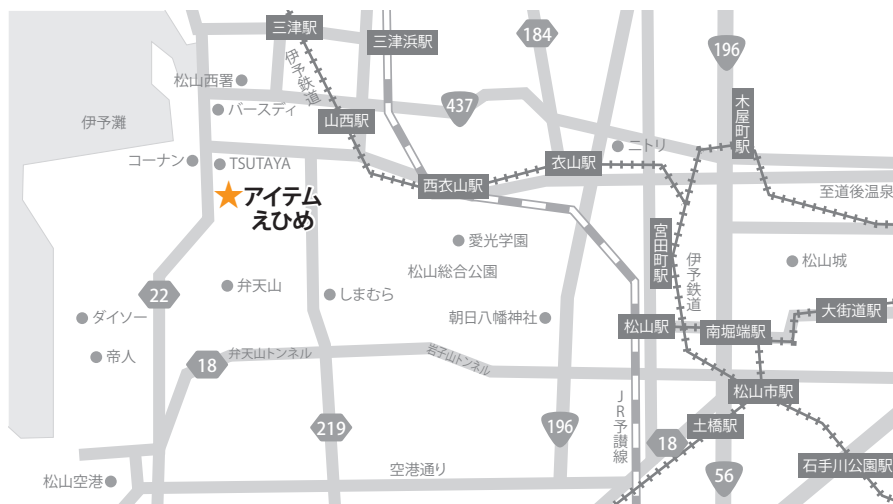 三津駅
三津浜駅
184
196
伊予鉄道
松山西署
バースディ
437
木屋町駅
伊予灘
山西駅
ニトリ
コーナン
TSUTAYA
衣山駅
西衣山駅
至道後温泉
アイテム
えひめ
宮田町駅
愛光学園
伊予鉄道
松山城
松山総合公園
弁天山
22
しまむら
ダイソー
朝日八幡神社
松山駅
南堀端駅
大街道駅
帝人
18
弁天山トンネル
岩子山トンネル
松山市駅
JR予讃線
219
196
土橋駅
18
石手川公園駅
空港通り
松山空港
56